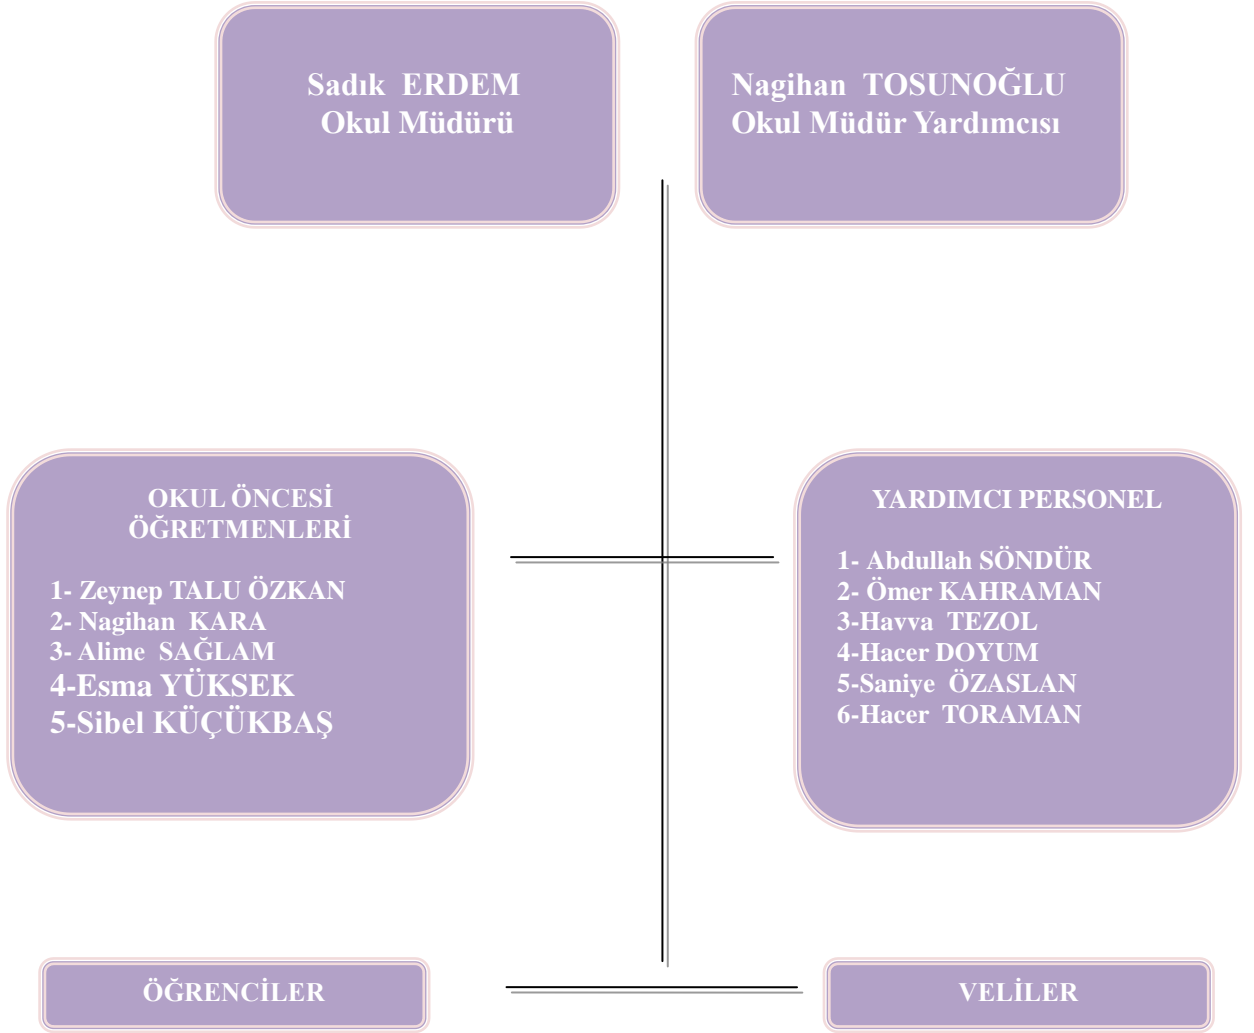 Sadık ERDEM
Okul Müdürü
Nagihan TOSUNOĞLU
Okul Müdür Yardımcısı
OKUL ÖNCESİ
ÖĞRETMENLERİ
1- Zeynep TALU ÖZKAN
2- Nagihan KARA
3- Alime SAĞLAM
4-Esma YÜKSEK
5-Sibel KÜÇÜKBAŞ
YARDIMCI PERSONEL
1- Abdullah SÖNDÜR
2- Ömer KAHRAMAN
3-Havva TEZOL
4-Hacer DOYUM
5-Saniye ÖZASLAN
6-Hacer TORAMAN
ÖĞRENCİLER
VELİLER